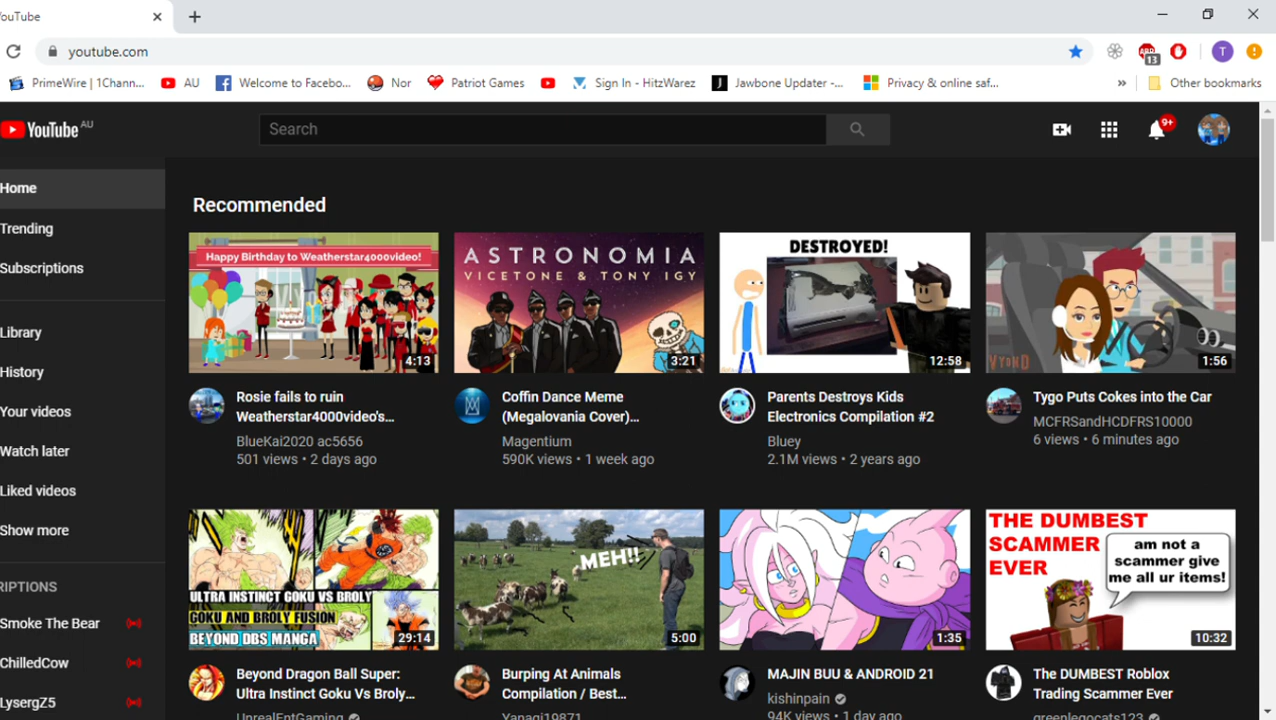 ouTube
youtube.com
PrimeWire | 1Chann...
AU
Welcome to Facebo...
Nor
Patriot Games
Sign In - HitzWarez
Jawbone Updater -...
Privacy & online saf...
»
Other bookmarks
ABP
13
T
YouTube AU
Search
9+
Home
Trending
Subscriptions
Library
History
Your videos
Watch later
Liked videos
Show more
RIPTIONS
Smoke The Bear
ChilledCow
LysergZ5
Recommended
Happy Birthday to Weatherstar4000video!
4:13
ASTRONOMIA
VICETONE & TONY IGY
3:21
DESTROYED!
12:58
VYOND
1:56
Rosie fails to ruin
Weatherstar4000video's...
BlueKai2020 ac5656
501 views • 2 days ago
Coffin Dance Meme
(Megalovania Cover)...
Magentium
590K views • 1 week ago
Parents Destroys Kids
Electronics Compilation #2
Bluey
2.1M views • 2 years ago
Tygo Puts Cokes into the Car
MCFRSandHCDFRS10000
6 views • 6 minutes ago
ULTRA INSTINCT GOKU VS BROLY
GOKU AND BROLY FUSION
BEYOND DBS MANGA
29:14
MEH!!
5:00
1:35
THE DUMBEST
SCAMMER
EVER
am not a
scammer give
me all ur items!
10:32
Beyond Dragon Ball Super:
Ultra Instinct Goku Vs Broly...
UnrealEntGaming
Burping At Animals
Compilation / Best...
Yanagi19871
MAJIN BUU & ANDROID 21
kishinpain
94K views • 1 day ago
The DUMBEST Roblox
Trading Scammer Ever
greenlegocats123